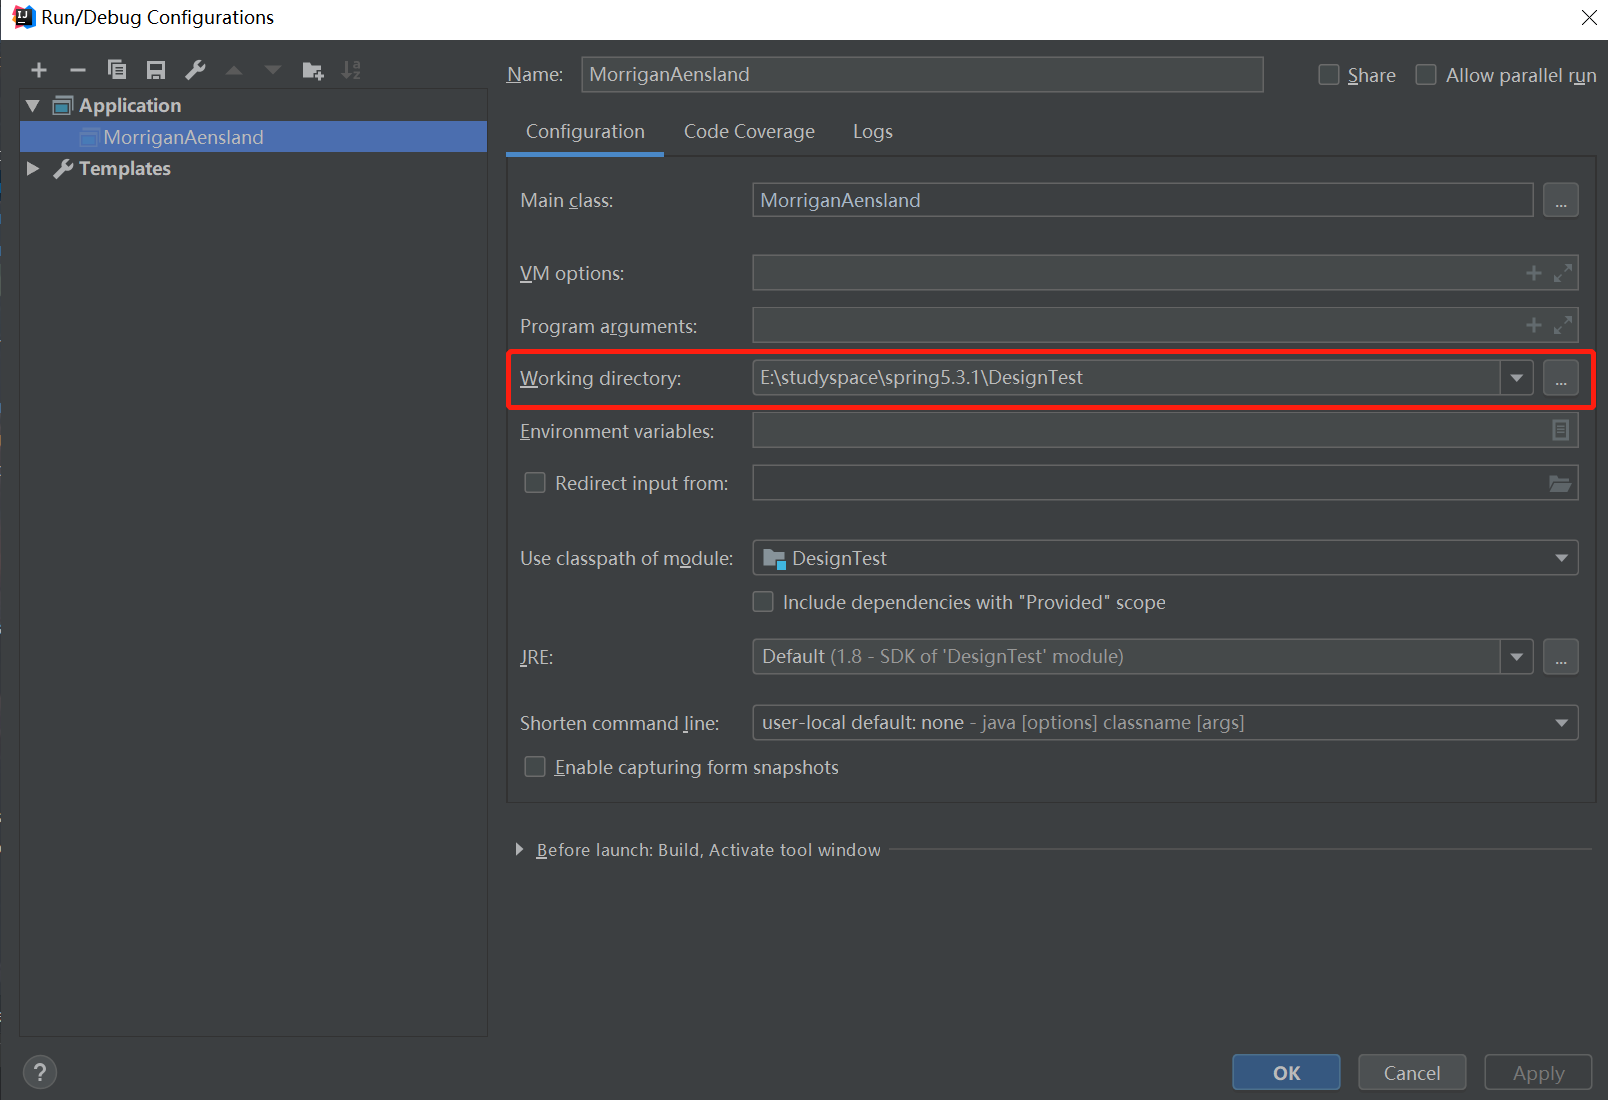 Run/Debug Configurations
Name: MorriganAensland Share Allow parallel run
Application
MorriganAensland
Templates
Configuration Code Coverage Logs
Main class: MorriganAensland ...
VM options:
Program arguments:
Working directory: E:\studyspace\spring5.3.1\DesignTest ...
Environment variables:
Redirect input from:
Use classpath of module: DesignTest
Include dependencies with "Provided" scope
JRE: Default (1.8 - SDK of 'DesignTest' module) ...
Shorten command line: user-local default: none - java [options] classname [args]
Enable capturing form snapshots
Before launch: Build, Activate tool window
? OK Cancel Apply